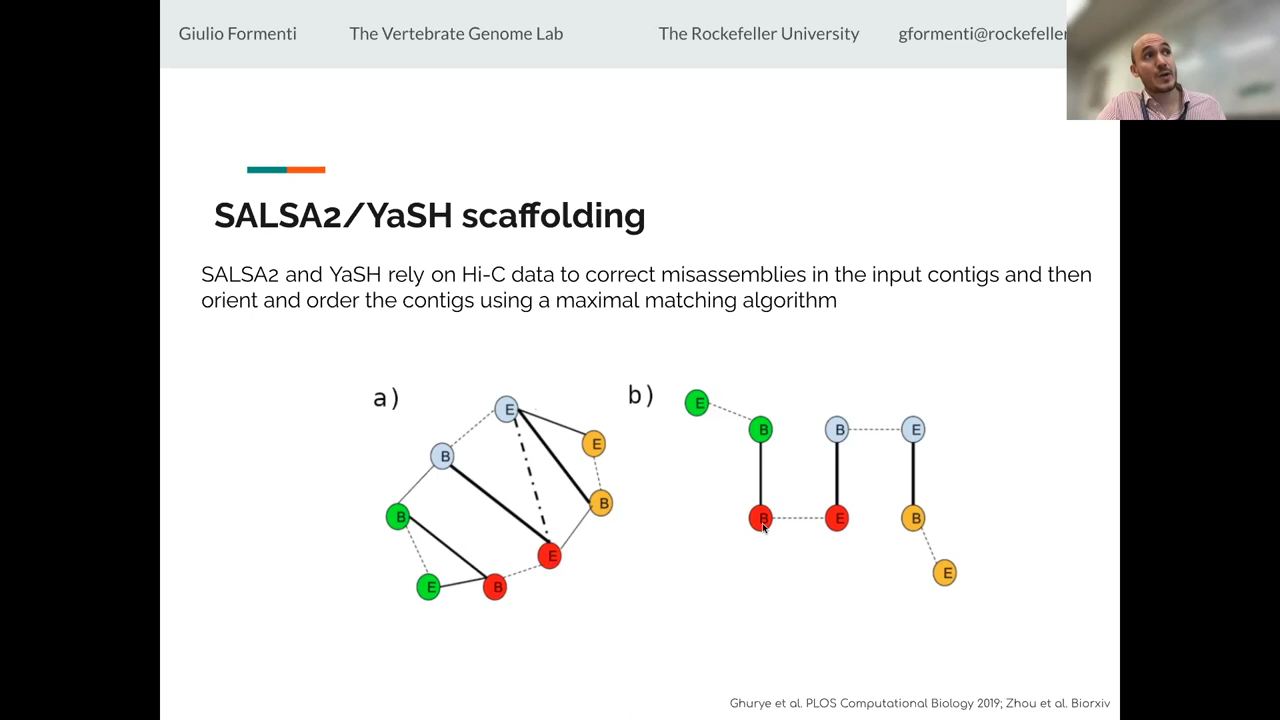 Giulio Formenti The Vertebrate Genome Lab The Rockefeller University gformenti@rockefeller
SALSA2/YaSH scaffolding
SALSA2 and YaSH rely on Hi-C data to correct misassemblies in the input contigs and then
orient and order the contigs using a maximal matching algorithm
a)
E
E
B
B
B
E
E
B
b)
E
B
B
E
B
E
B
E
Ghurye et al. PLOS Computational Biology 2019; Zhou et al. Biorxiv